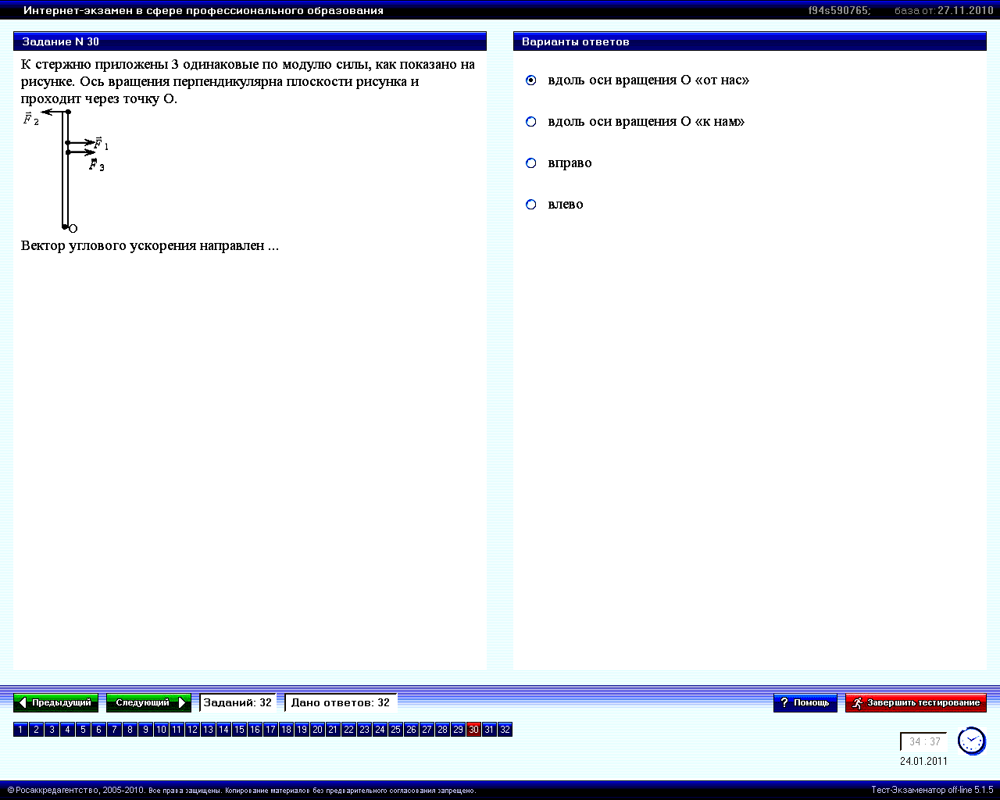 Интернет-экзамен в сфере профессионального образования
f94s590765; база от: 27.11.2010
Задание N 30
К стержню приложены 3 одинаковые по модулю силы, как показано на
рисунке. Ось вращения перпендикулярна плоскости рисунка и
проходит через точку О.
F 2
F 1
F 3
O
Вектор углового ускорения направлен ...
Варианты ответов
вдоль оси вращения О «от нас»
вдоль оси вращения О «к нам»
вправо
влево
Предыдущий Следующий Заданий: 32 Дано ответов: 32 ? Помощь Завершить тестирование
1 2 3 4 5 6 7 8 9 10 11 12 13 14 15 16 17 18 19 20 21 22 23 24 25 26 27 28 29 30 31 32
34 : 37
24.01.2011
© Росаккредагентство, 2005-2010. Все права защищены. Копирование материалов без предварительного согласования запрещено. Тест-Экзаменатор off-line 5.1.5